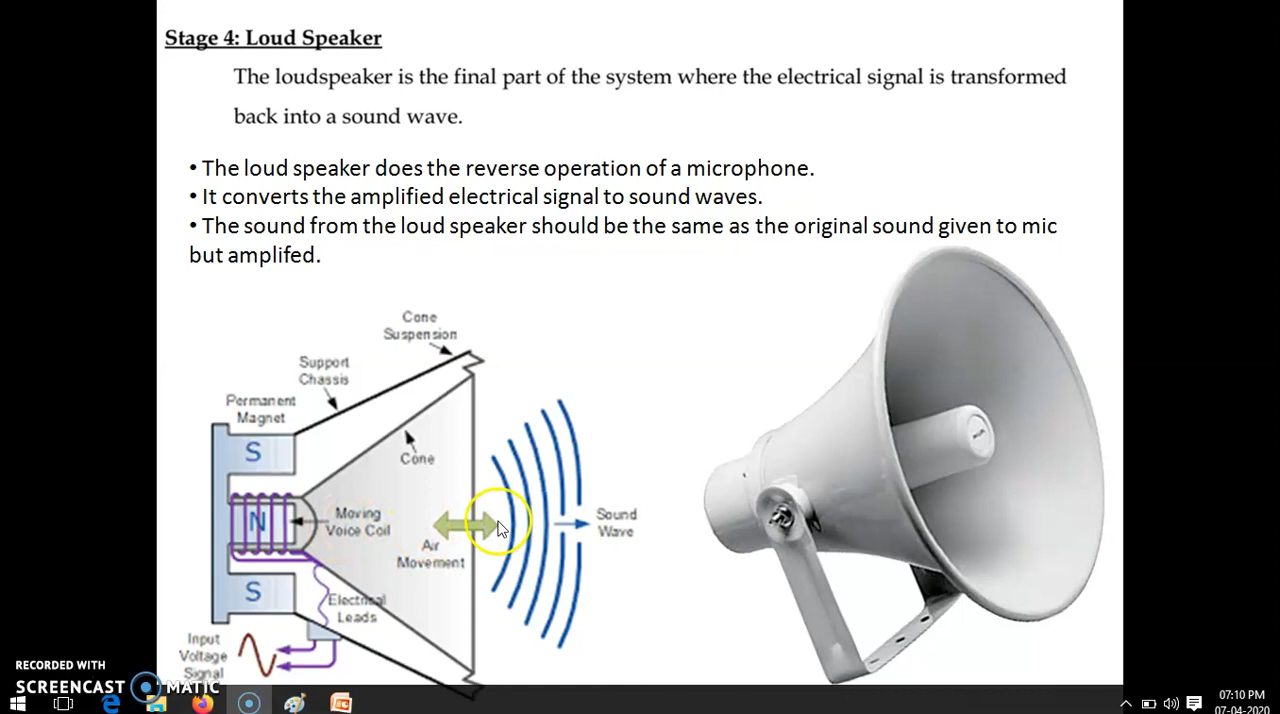 Stage 4: Loud Speaker
The loudspeaker is the final part of the system where the electrical signal is transformed
back into a sound wave.
• The loud speaker does the reverse operation of a microphone.
• It converts the amplified electrical signal to sound waves.
• The sound from the loud speaker should be the same as the original sound given to mic
but amplifed.
Cone
Suspension
Support
Chassis
Permanent
Magnet
S
Cone
N
Moving
Voice Coil
Sound
Wave
Air
Movement
S
Electrical
Leads
Input
Voltage
Signal
RECORDED WITH
SCREENCAST MATIC
07:10 PM
07-04-2020